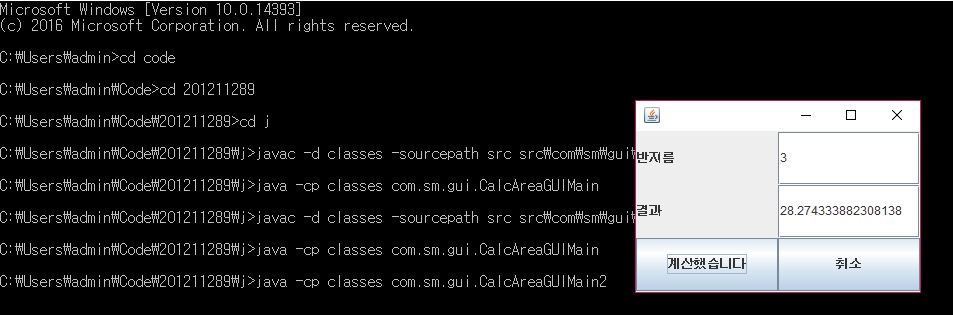 Microsoft Windows [Version 10.0.14393]
(c) 2016 Microsoft Corporation. All rights reserved.
C:₩Users₩admin>cd code
C:₩Users₩admin₩Code>cd 201211289
C:₩Users₩admin₩Code₩201211289>cd j
C:₩Users₩admin₩Code₩201211289₩j>javac -d classes -sourcepath src src₩com₩sm₩gui₩
C:₩Users₩admin₩Code₩201211289₩j>java -cp classes com.sm.gui.CalcAreaGUIMain
C:₩Users₩admin₩Code₩201211289₩j>javac -d classes -sourcepath src src₩com₩sm₩gui₩
C:₩Users₩admin₩Code₩201211289₩j>java -cp classes com.sm.gui.CalcAreaGUIMain
C:₩Users₩admin₩Code₩201211289₩j>java -cp classes com.sm.gui.CalcAreaGUIMain2
반지름 3
결과 28.274333882308138
계산했습니다 취소